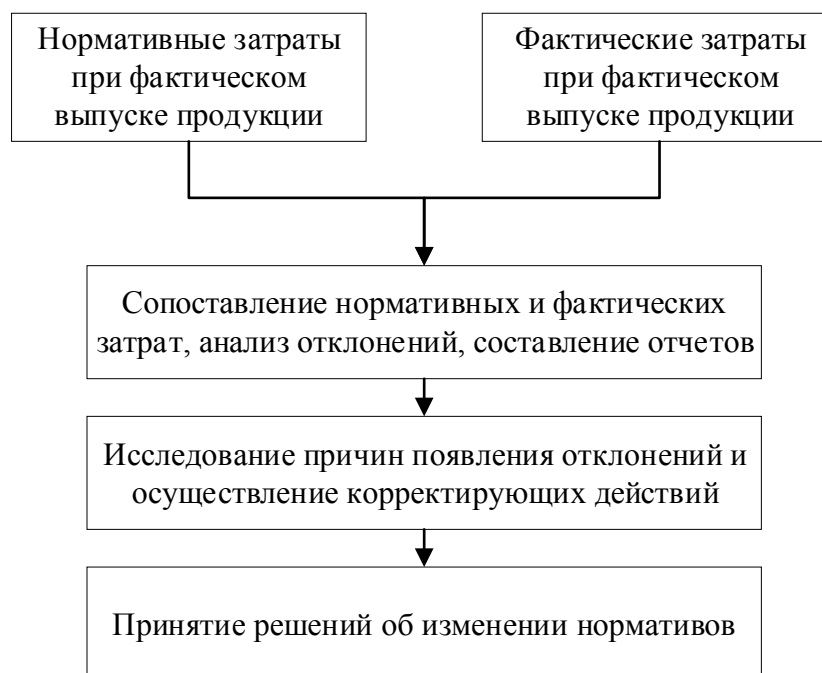 Нормативные затраты
при фактическом
выпуске продукции
Фактические затраты
при фактическом
выпуске продукции
Сопоставление нормативных и фактических
затрат, анализ отклонений, составление отчетов
Исследование причин появления отклонений и
осуществление корректирующих действий
Принятие решений об изменении нормативов